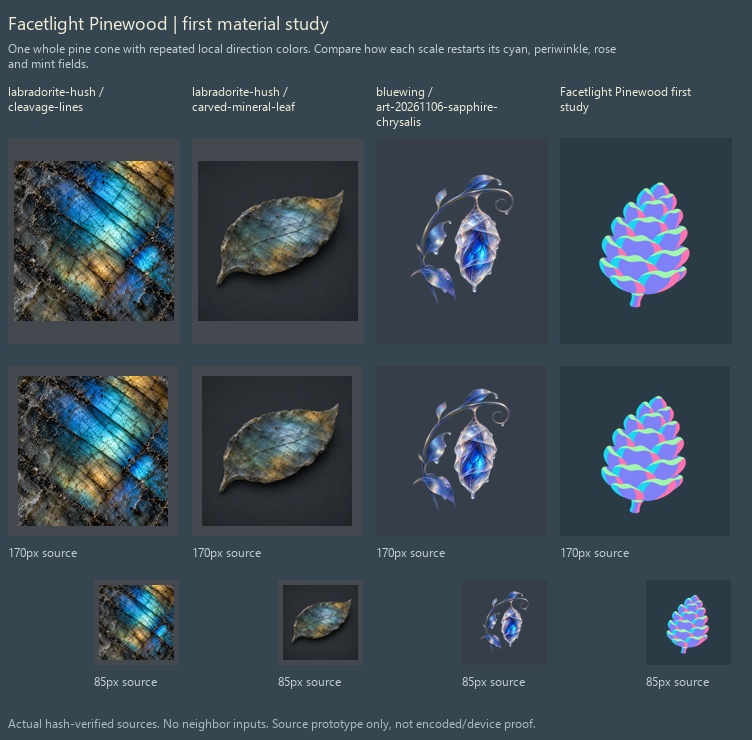 Facetlight Pinewood | first material study
One whole pine cone with repeated local direction colors. Compare how each scale restarts its cyan, periwinkle, rose
and mint fields.
labradorite-hush /
cleavage-lines
labradorite-hush /
carved-mineral-leaf
bluewing /
art-20261106-sapphire-
chrysalis
Facetlight Pinewood first
study
170px source
170px source
170px source
170px source
85px source
85px source
85px source
85px source
Actual hash-verified sources. No neighbor inputs. Source prototype only, not encoded/device proof.